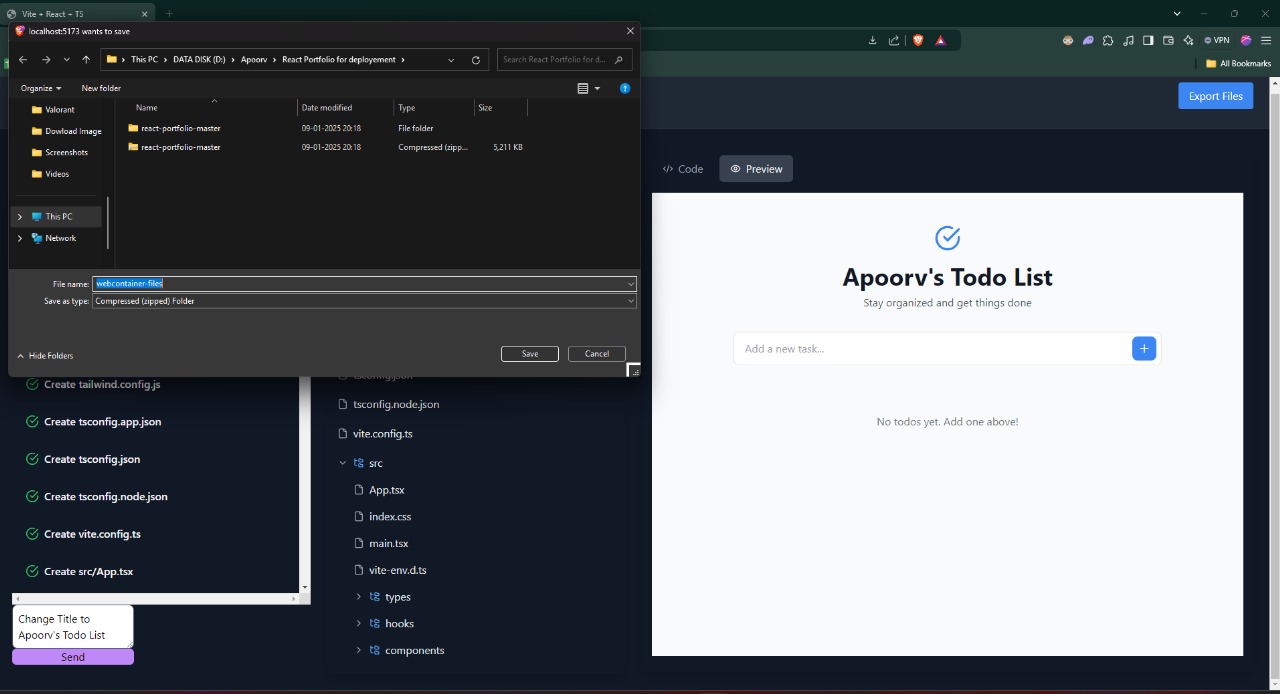 Vite + React + TS
localhost:5173 wants to save
This PC > DATA DISK (D:) > Apoorv > React Portfolio for deployement >
Search React Portfolio for d...
VPN
All Bookmarks
Organize
New folder
Export Files
Valorant
Dowload Image
Screenshots
Videos
This PC
Network
Name Date modified Type Size
react-portfolio-master 09-01-2025 20:18 File folder
react-portfolio-master 09-01-2025 20:18 Compressed (zipp... 5,211 KB
File name: webcontainer-files
Save as type: Compressed (zipped) Folder
Hide Folders
Save
Cancel
Create tailwind.config.js
Create tsconfig.app.json
Create tsconfig.json
Create tsconfig.node.json
Create vite.config.ts
Create src/App.tsx
Change Title to
Apoorv's Todo List
Send
tsconfig.json
tsconfig.node.json
vite.config.ts
src
App.tsx
index.css
main.tsx
vite-env.d.ts
types
hooks
components
</> Code
Preview
Apoorv's Todo List
Stay organized and get things done
Add a new task...
No todos yet. Add one above!